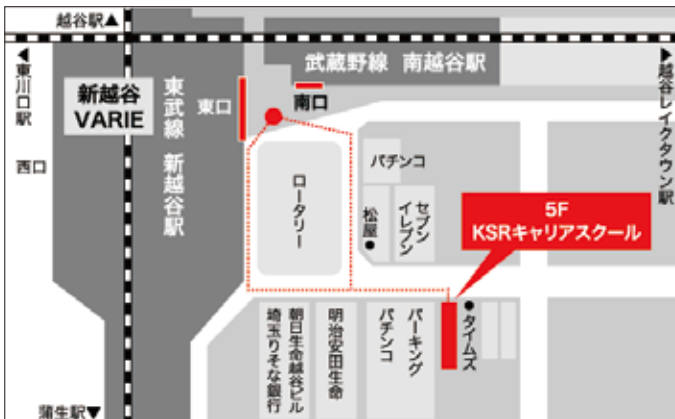 越谷駅▲
武蔵野線 南越谷駅
◀東川口駅
▶越谷レイクタウン駅
新越谷
VARIE
東武線 新越谷駅
東口
南口
西口
ロータリー
パチンコ
松屋
セブン
イレブン
5F
KSRキャリアスクール
埼玉りそな銀行
朝日生命越谷ビル
明治安田生命
パチンコ
パーキング
タイムズ
蒲生駅▼